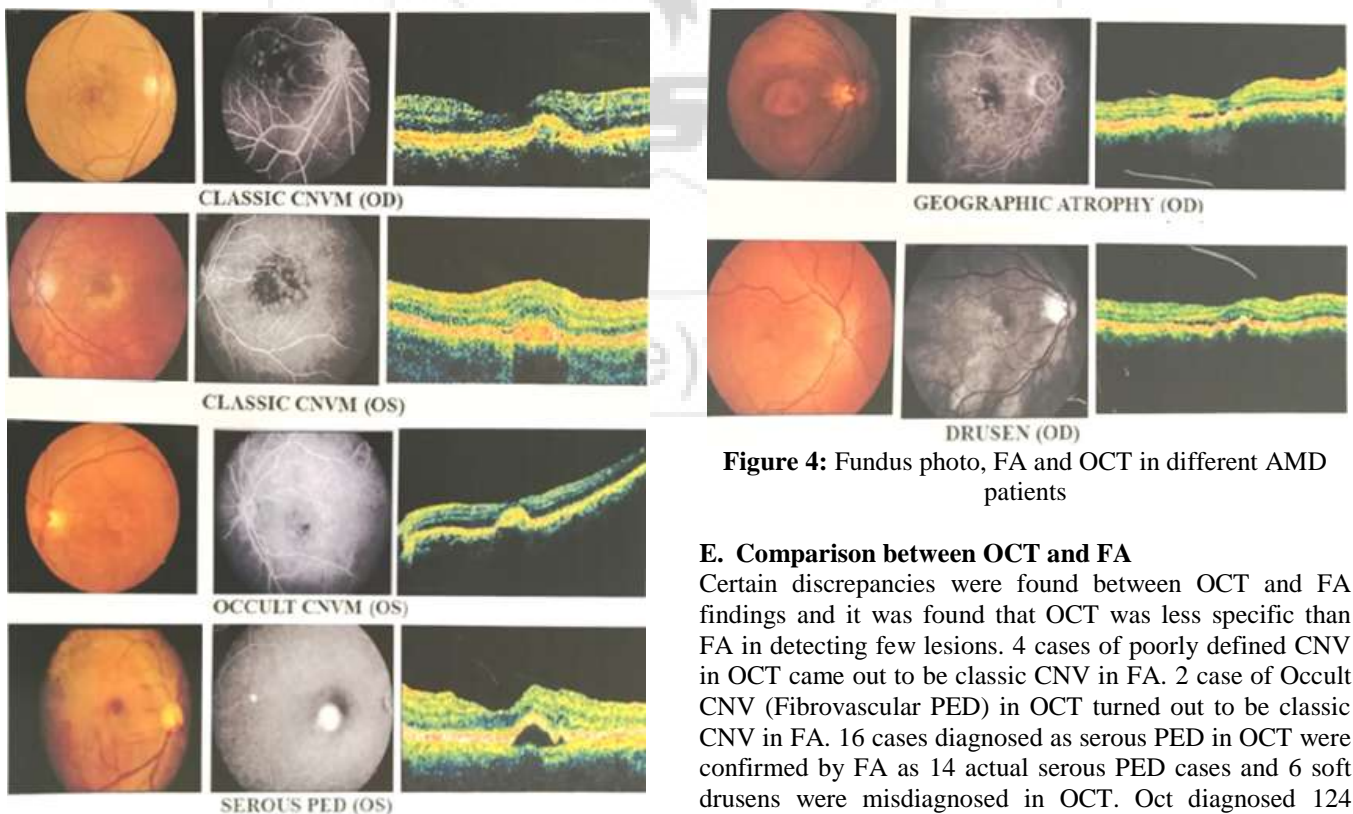 CLASSIC CNVM (OD)
CLASSIC CNVM (OS)
OCCULT CNVM (OS)
SEROUS PED (OS)
GEOGRAPHIC ATROPHY (OD)
DRUSEN (OD)
Figure 4: Fundus photo, FA and OCT in different AMD
patients
E. Comparison between OCT and FA
Certain discrepancies were found between OCT and FA
findings and it was found that OCT was less specific than
FA in detecting few lesions. 4 cases of poorly defined CNV
in OCT came out to be classic CNV in FA. 2 case of Occult
CNV (Fibrovascular PED) in OCT turned out to be classic
CNV in FA. 16 cases diagnosed as serous PED in OCT were
confirmed by FA as 14 actual serous PED cases and 6 soft
drusens were misdiagnosed in OCT. Oct diagnosed 124